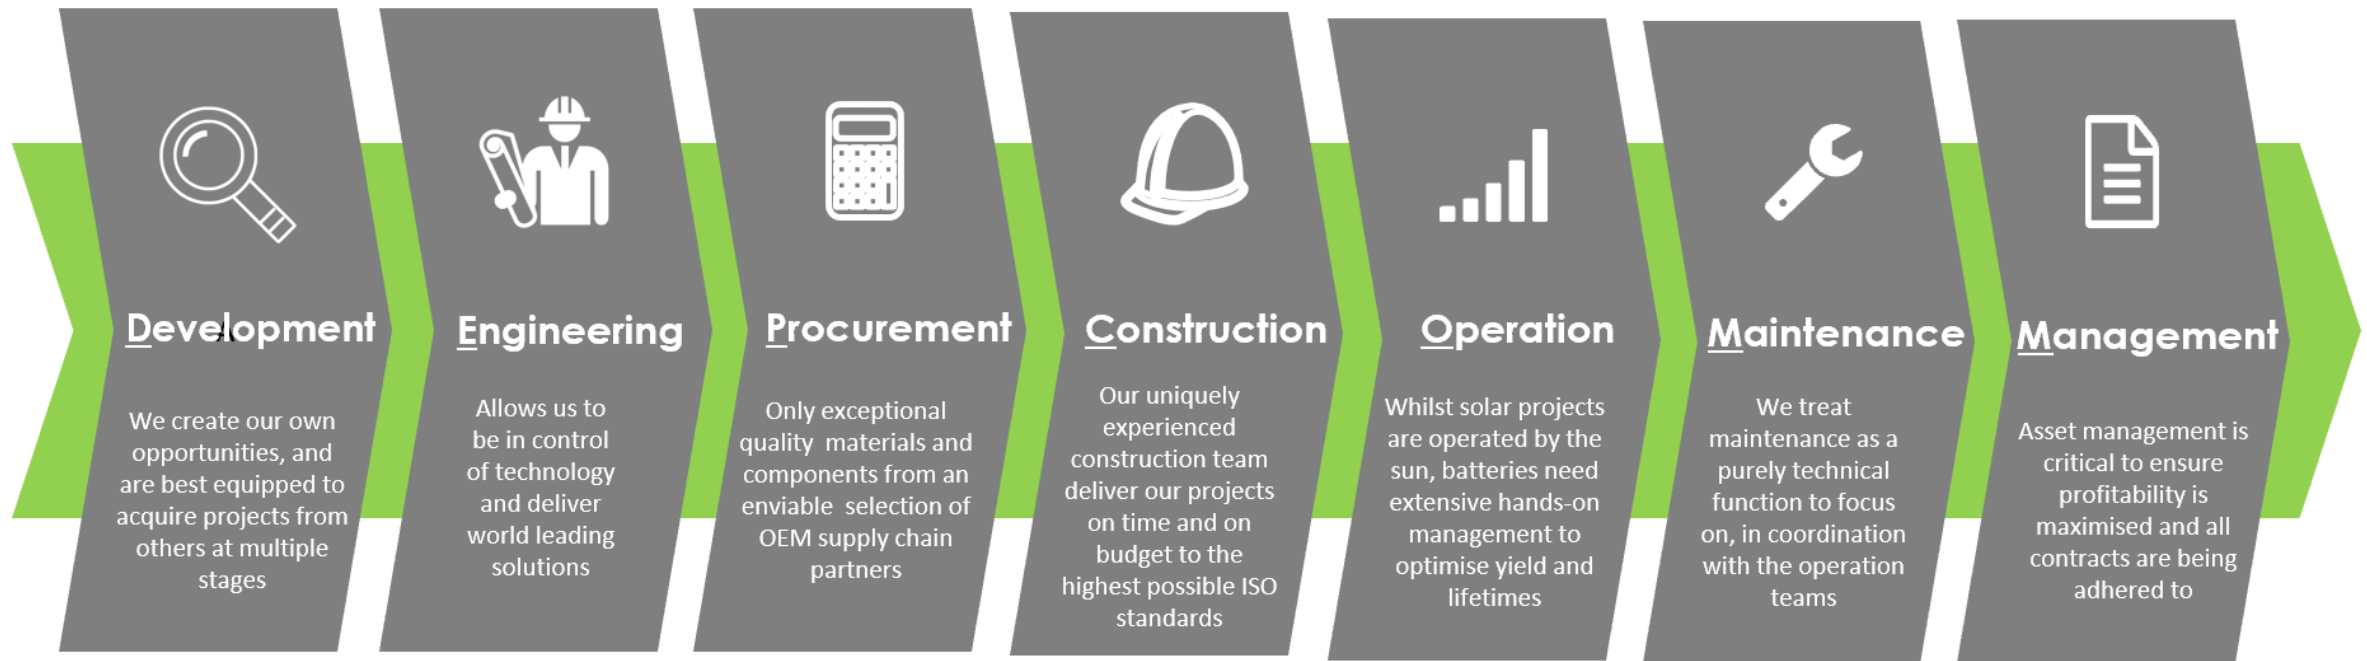 Development
We create our own
opportunities, and
are best equipped to
acquire projects from
others at multiple
stages
Engineering
Allows us to
be in control
of technology
and deliver
world leading
solutions
Procurement
Only exceptional
quality materials and
components from an
enviable selection of
OEM supply chain
partners
Construction
Our uniquely
experienced
construction team
deliver our projects
on time and on
budget to the
highest possible ISO
standards
Operation
Whilst solar projects
are operated by the
sun, batteries need
extensive hands-on
management to
optimise yield and
lifetimes
Maintenance
We treat
maintenance as a
purely technical
function to focus
on, in coordination
with the operation
teams
Management
Asset management is
critical to ensure
profitability is
maximised and all
contracts are being
adhered to